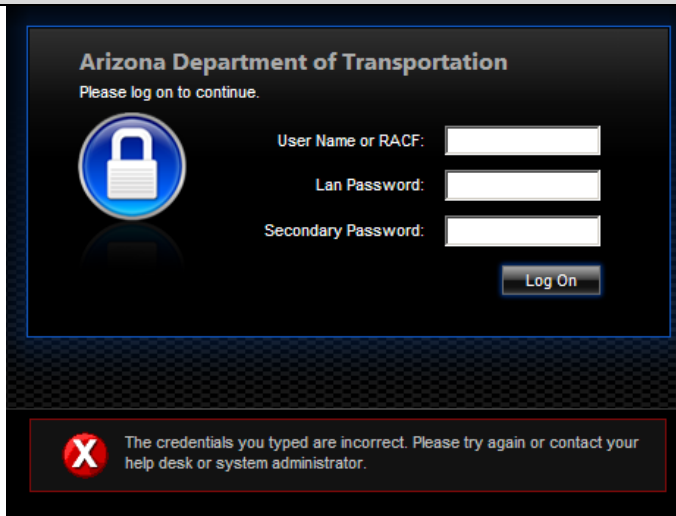 Arizona Department of Transportation
Please log on to continue.
User Name or RACF:
Lan Password:
Secondary Password:
Log On
The credentials you typed are incorrect. Please try again or contact your
help desk or system administrator.